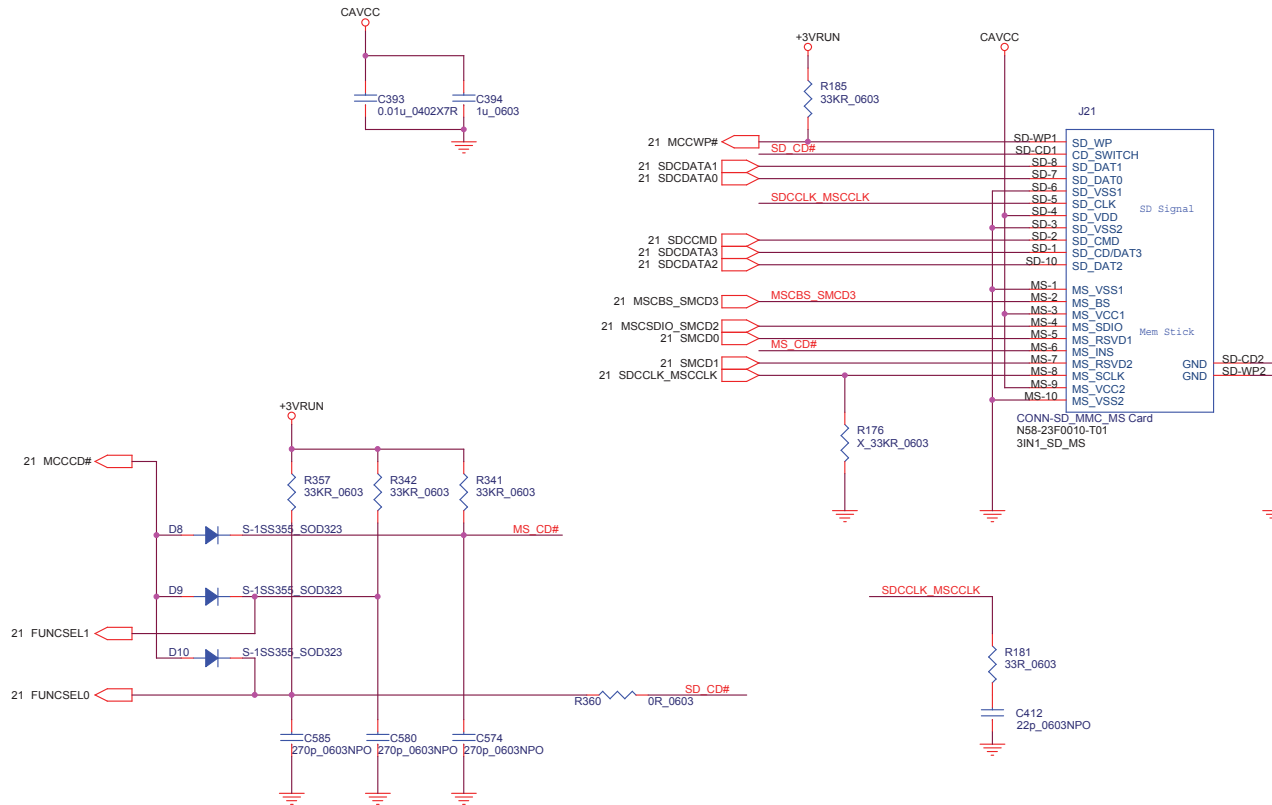 CAVCC
C393
0.01u_0402X7R
C394
1u_0603
+3VRUN
R185
33KR_0603
CAVCC
J21
21 MCCWP#
SD_CD#
21 SDCDATA1
21 SDCDATA0
SDCCLK_MSCCLK
21 SDCCMD
21 SDCDATA3
21 SDCDATA2
21 MSCBS_SMCD3
MSCBS_SMCD3
21 MSCSDIO_SMCD2
21 SMCD0
MS_CD#
21 SMCD1
21 SDCCLK_MSCCLK
SD-WP1 SD_WP
SD-CD1 CD_SWITCH
SD-8 SD_DAT1
SD-7 SD_DAT0
SD-6 SD_VSS1
SD-5 SD_CLK
SD-4 SD_VDD
SD-3 SD_VSS2
SD-2 SD_CMD
SD-1 SD_CD/DAT3
SD-10 SD_DAT2
SD Signal
MS-1 MS_VSS1
MS-2 MS_BS
MS-3 MS_VCC1
MS-4 MS_SDIO
MS-5 MS_RSVD1
MS-6 MS_INS
MS-7 MS_RSVD2
MS-8 MS_SCLK
MS-9 MS_VCC2
MS-10 MS_VSS2
Mem Stick
GND SD-CD2
GND SD-WP2
CONN-SD_MMC_MS Card
N58-23F0010-T01
3IN1_SD_MS
R176
X_33KR_0603
+3VRUN
21 MCCCD#
R357
33KR_0603
R342
33KR_0603
R341
33KR_0603
D8
S-1SS355_SOD323
MS_CD#
D9
S-1SS355_SOD323
21 FUNCSEL1
D10
S-1SS355_SOD323
21 FUNCSEL0
R360
0R_0603
SD_CD#
C585
270p_0603NPO
C580
270p_0603NPO
C574
270p_0603NPO
SDCCLK_MSCCLK
R181
33R_0603
C412
22p_0603NPO